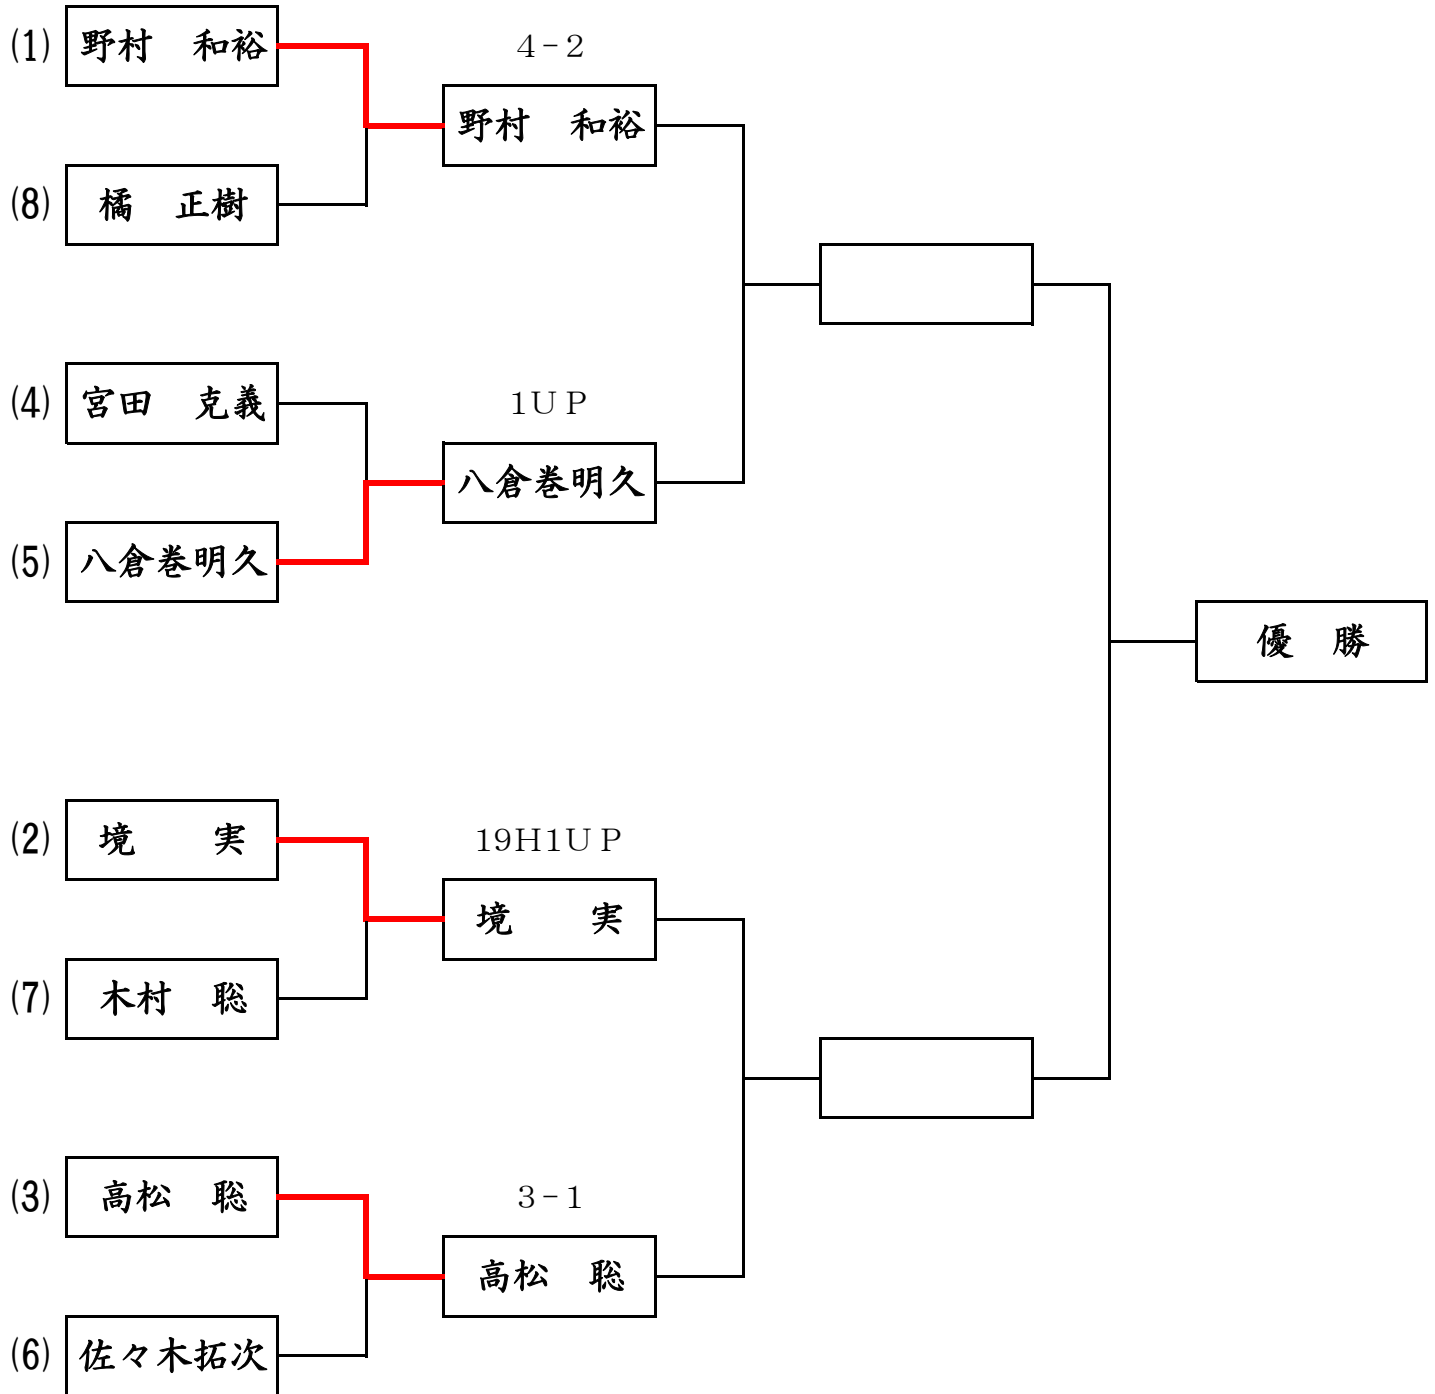 (1) 野村　和裕 4-2
野村　和裕
(8) 橘　正樹
(4) 宮田　克義 1UP
八倉巻明久
(5) 八倉巻明久
優　勝
(2) 境　　実 19H1UP
境　　実
(7) 木村　聡
(3) 高松　聡 3-1
高松　聡
(6) 佐々木拓次